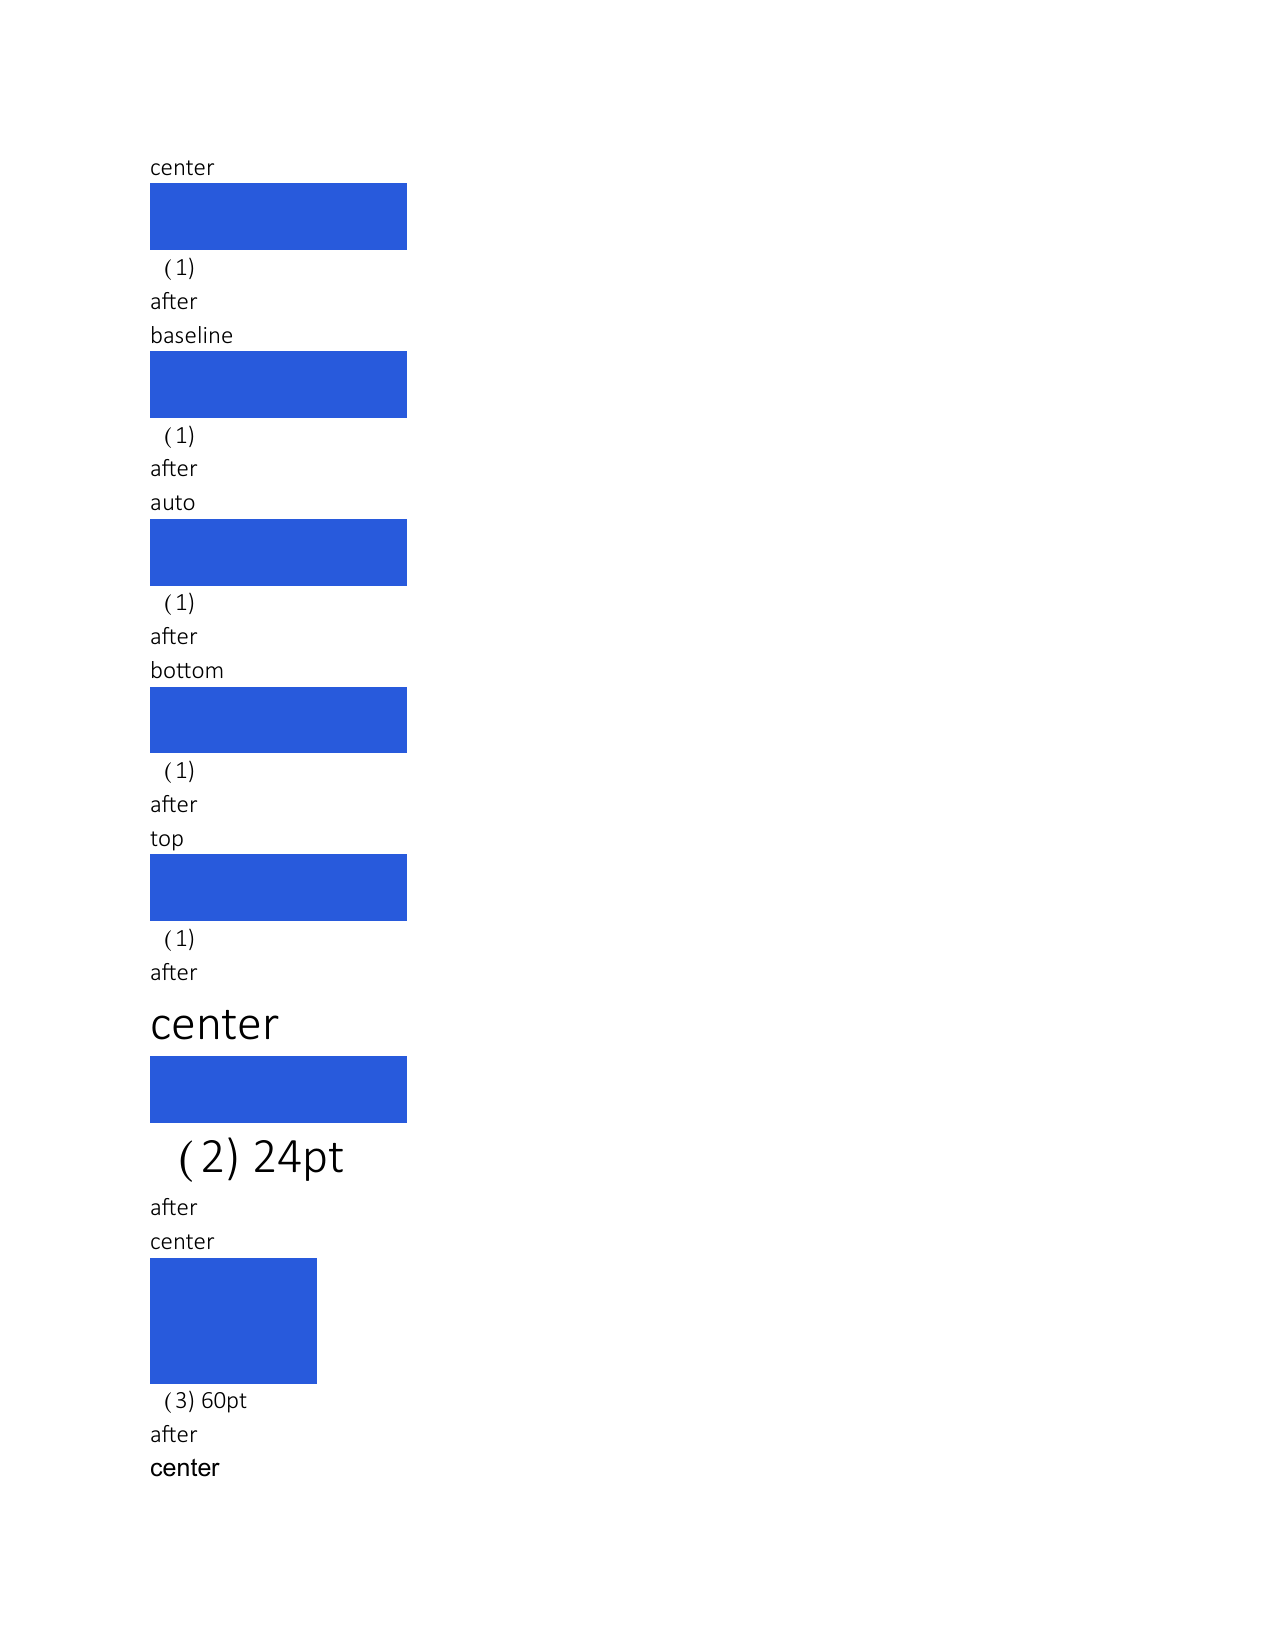 center
（1)
after
baseline
（1)
after
auto
（1)
after
bottom
（1)
after
top
（1)
after
center
（2) 24pt
after
center
（3) 60pt
after
center